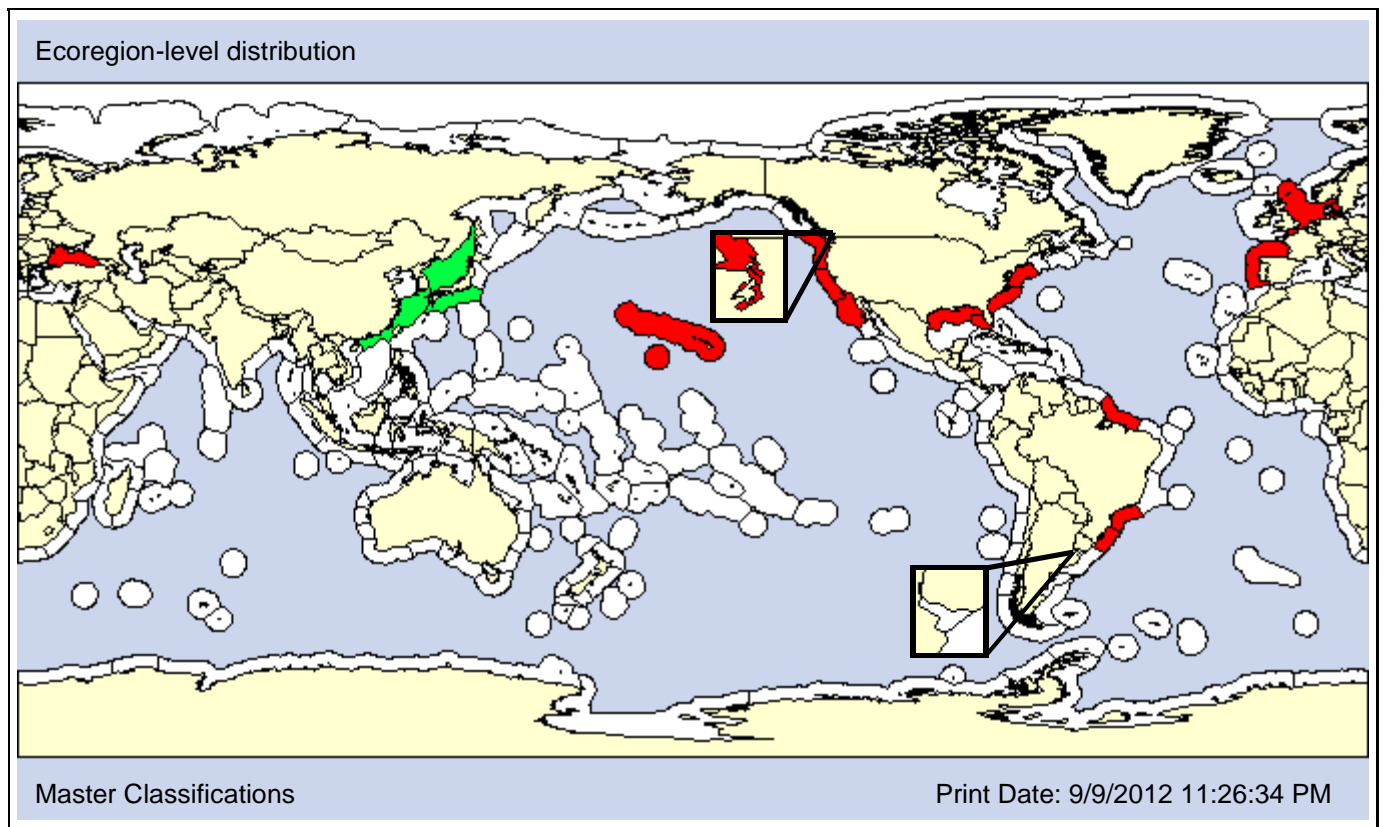 Ecoregion-level distribution
Master Classifications
Print Date: 9/9/2012 11:26:34 PM